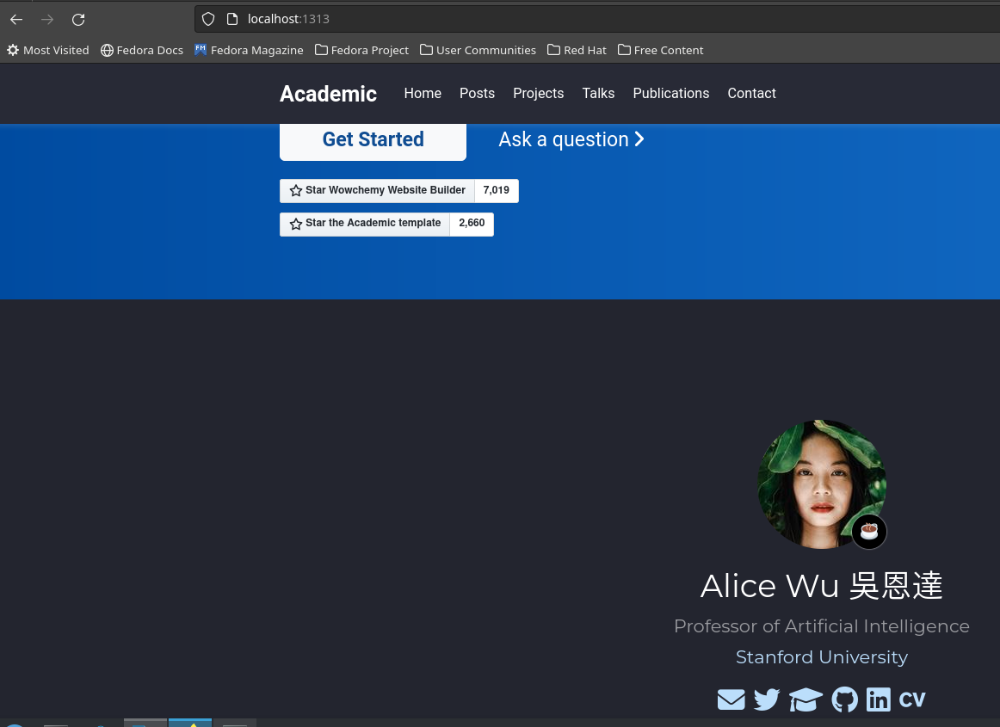 localhost:1313
Most Visited Fedora Docs Fedora Magazine Fedora Project User Communities Red Hat Free Content
Academic Home Posts Projects Talks Publications Contact
Get Started Ask a question
Star Wowchemy Website Builder 7,019
Star the Academic template 2,660
Alice Wu 吳恩達
Professor of Artificial Intelligence
Stanford University
CV